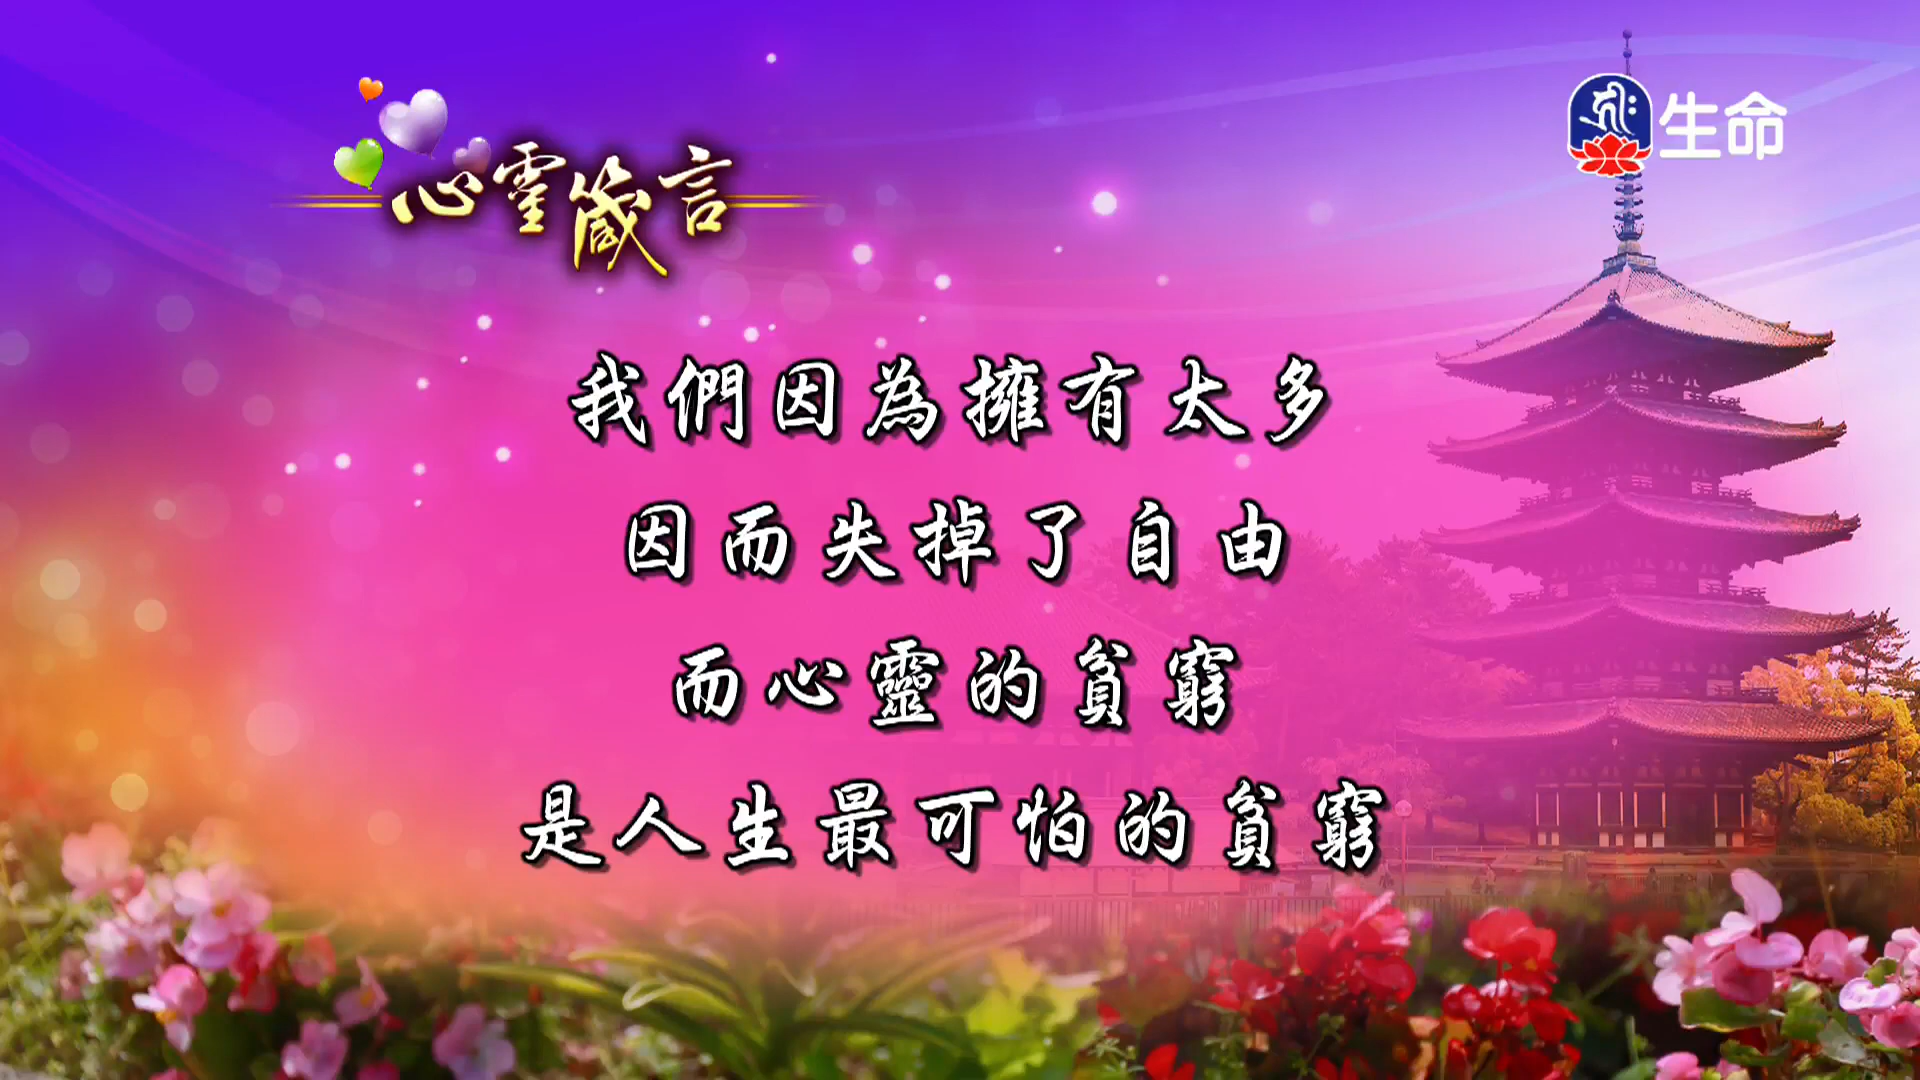 心靈箴言
生命
我們因為擁有太多
因而失掉了自由
而心靈的貧窮
是人生最可怕的貧窮